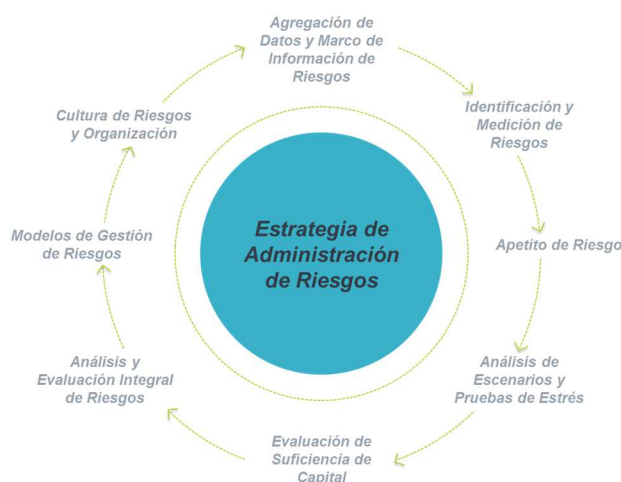 Agregación de
Datos y Marco de
Información de
Riesgos
Identificación y
Medición de
Riesgos
Apetito de Riesgo
Análisis de
Escenarios y
Pruebas de Estrés
Evaluación de
Suficiencia de
Capital
Análisis y
Evaluación Integral
de Riesgos
Modelos de Gestión
de Riesgos
Cultura de Riesgos
y Organización
Estrategia de
Administración
de Riesgos